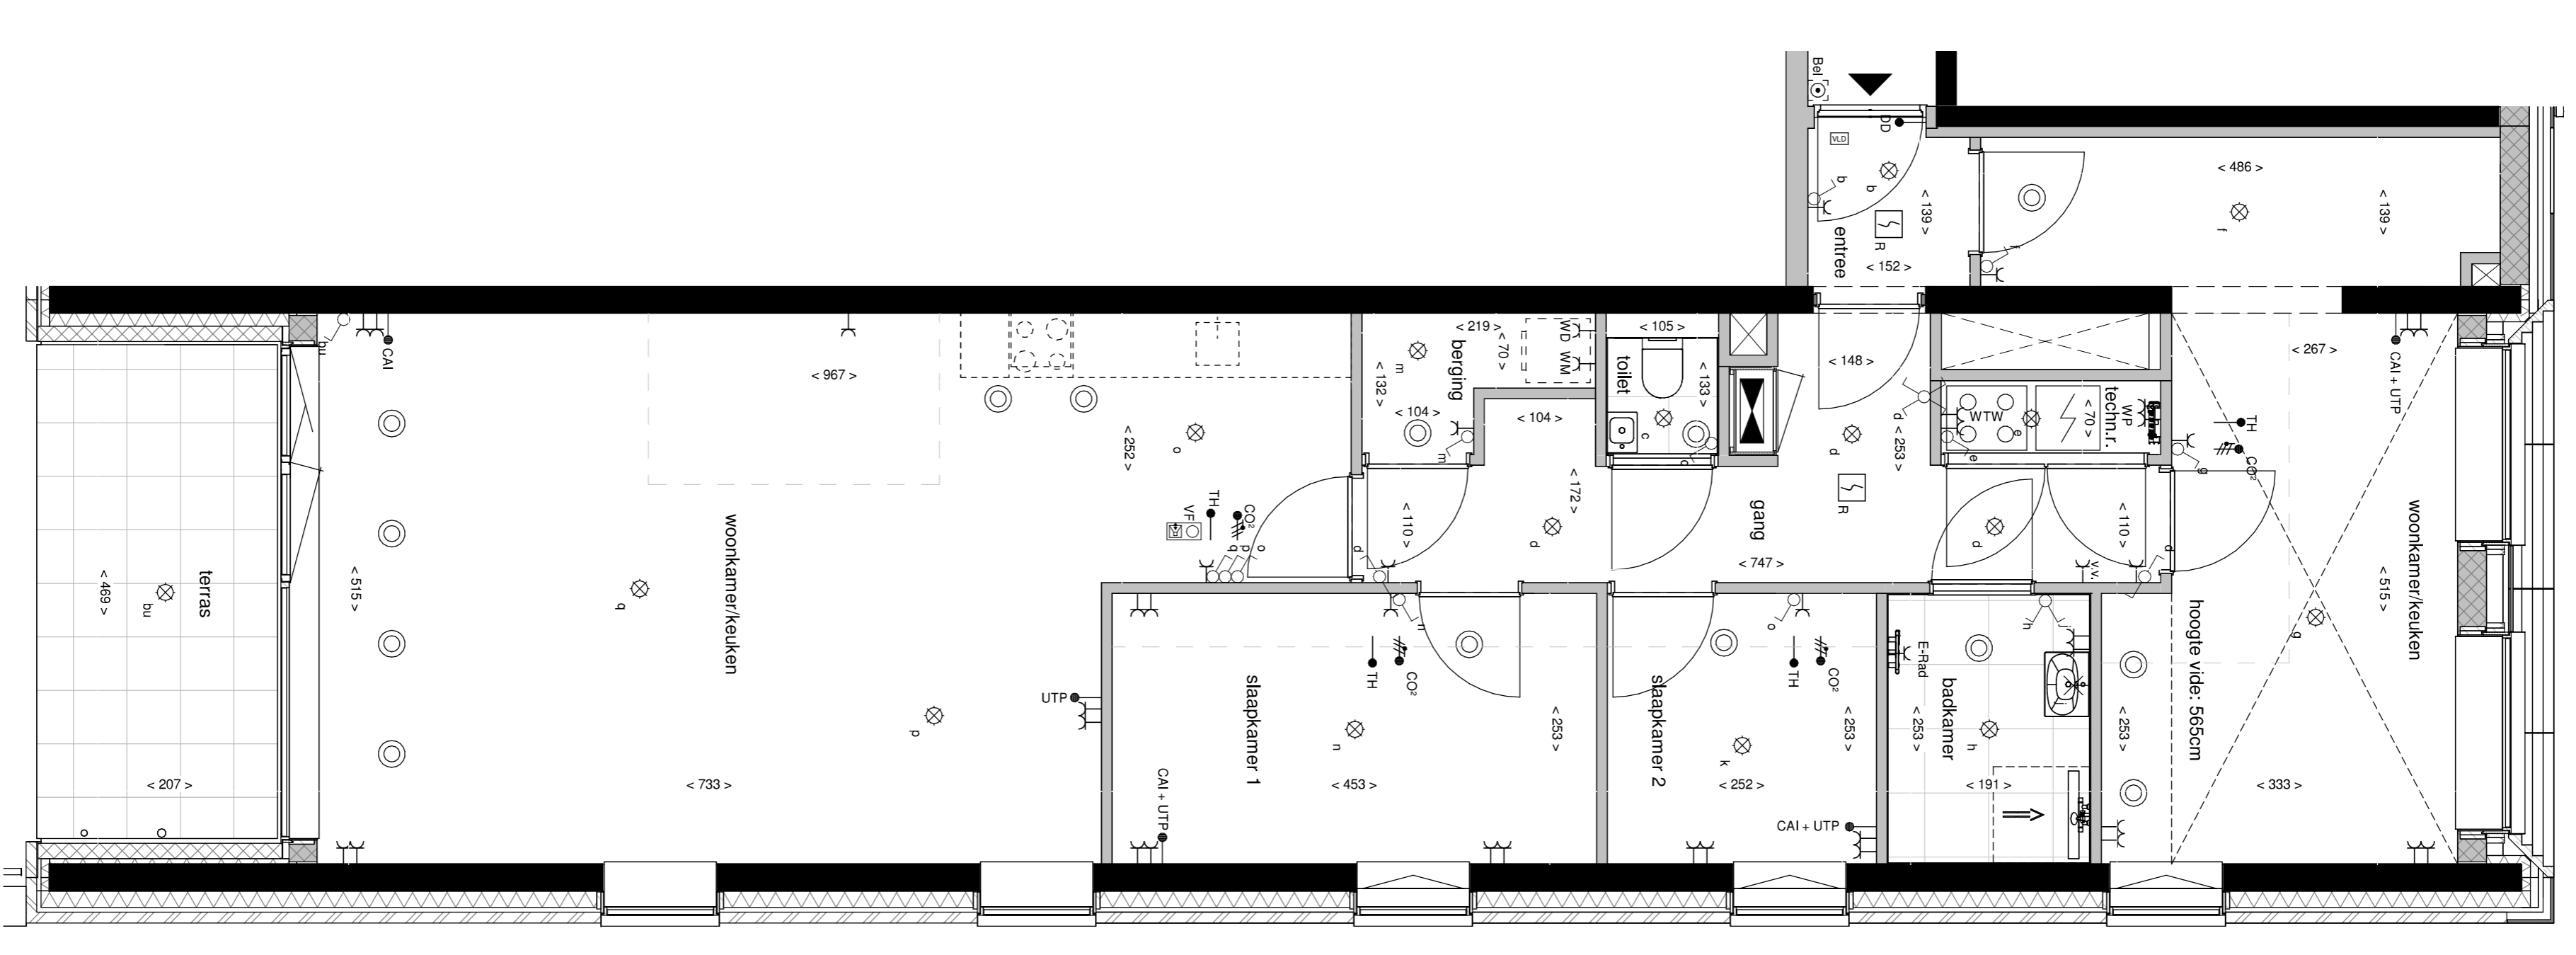 Bel
DD
VLD
b
b
< 139 >
R
entree
< 152 >
< 486 >
< 139 >
f
f
bu
CAI
< 967 >
< 252 >
o
< 219 >
berging
< 70 >
WD WM
< 132 >
m
< 104 >
m
< 104 >
< 105 >
toilet
< 133 >
c
c
< 148 >
d
d
< 253 >
R
WTW
e
e
< 70 >
WP
techn.r.
< 267 >
CAI + UTP
TH
CO²
g
woonkamer/keuken
TH
VF
CO²
q
p
o
< 110 >
d
< 172 >
d
gang
< 747 >
d
< 110 >
v.v.
d
terras
< 469 >
bu
< 515 >
q
woonkamer/keuken
p
UTP
< 207 >
< 733 >
slaapkamer 1
CAI + UTP
n
TH
CO²
n
< 453 >
< 253 >
slaapkamer 2
o
TH
CO²
k
< 252 >
< 253 >
CAI + UTP
E-Rad
badkamer
< 253 >
h
h
i
i
< 191 >
< 253 >
hoogte vide: 565cm
g
< 515 >
< 333 >